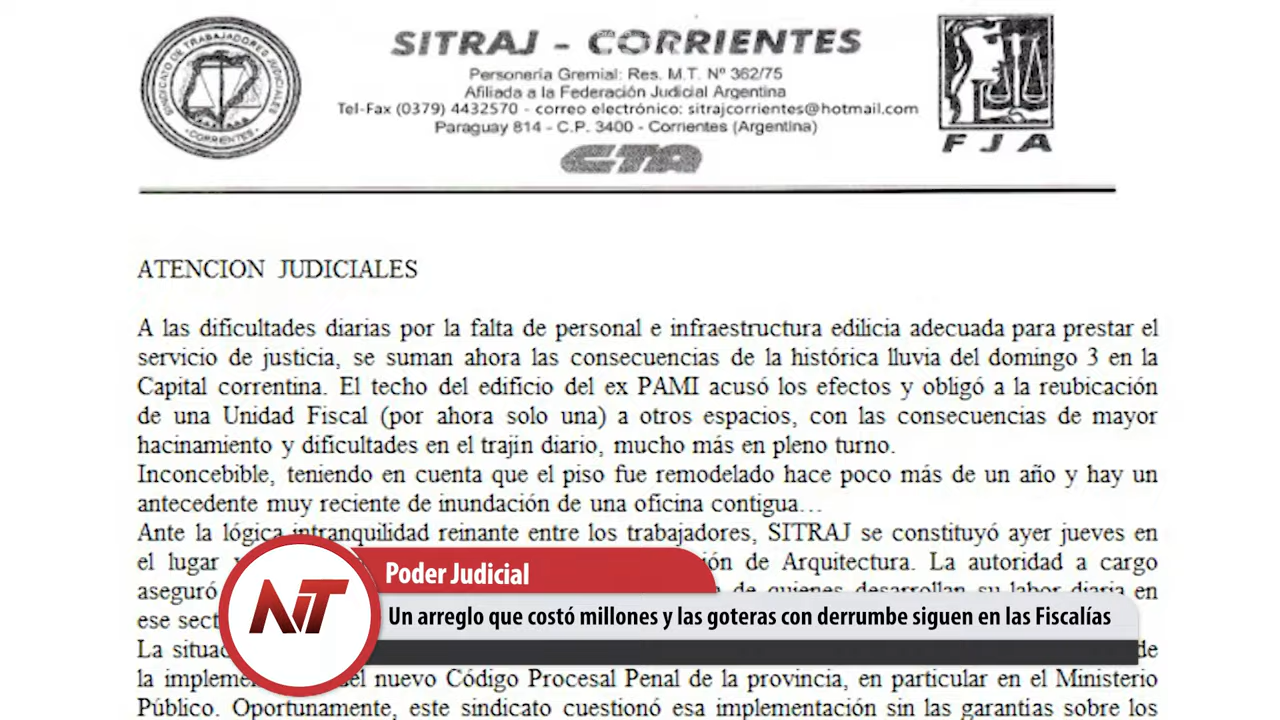 SITRAJ - CORRIENTES
Personería Gremial: Res. M.T. Nº 362/75
Afiliada a la Federación Judicial Argentina
Tel-Fax (0379) 4432570 - correo electrónico: sitrajcorrientes@hotmail.com
Paraguay 814 - C.P. 3400 - Corrientes (Argentina)
CTA
SINDICATO DE TRABAJADORES JUDICIALES
- CORRIENTES -
FJA
ATENCION JUDICIALES
A las dificultades diarias por la falta de personal e infraestructura edilicia adecuada para prestar el
servicio de justicia, se suman ahora las consecuencias de la histórica lluvia del domingo 3 en la
Capital correntina. El techo del edificio del ex PAMI acusó los efectos y obligó a la reubicación
de una Unidad Fiscal (por ahora solo una) a otros espacios, con las consecuencias de mayor
hacinamiento y dificultades en el trajin diario, mucho más en pleno turno.
Inconcebible, teniendo en cuenta que el piso fue remodelado hace poco más de un año y hay un
antecedente muy reciente de inundación de una oficina contigua…
Ante la lógica intranquilidad reinante entre los trabajadores, SITRAJ se constituyó ayer jueves en
el lugar de Arquitectura. La autoridad a cargo
aseguró de quienes desarrollan su labor diaria en
ese
La de
la nuevo Código Procesal Penal de la provincia, en particular en el Ministerio
Público. Oportunamente, este sindicato cuestionó esa implementación sin las garantías sobre los
NT
Poder Judicial
Un arreglo que costó millones y las goteras con derrumbe siguen en las Fiscalías